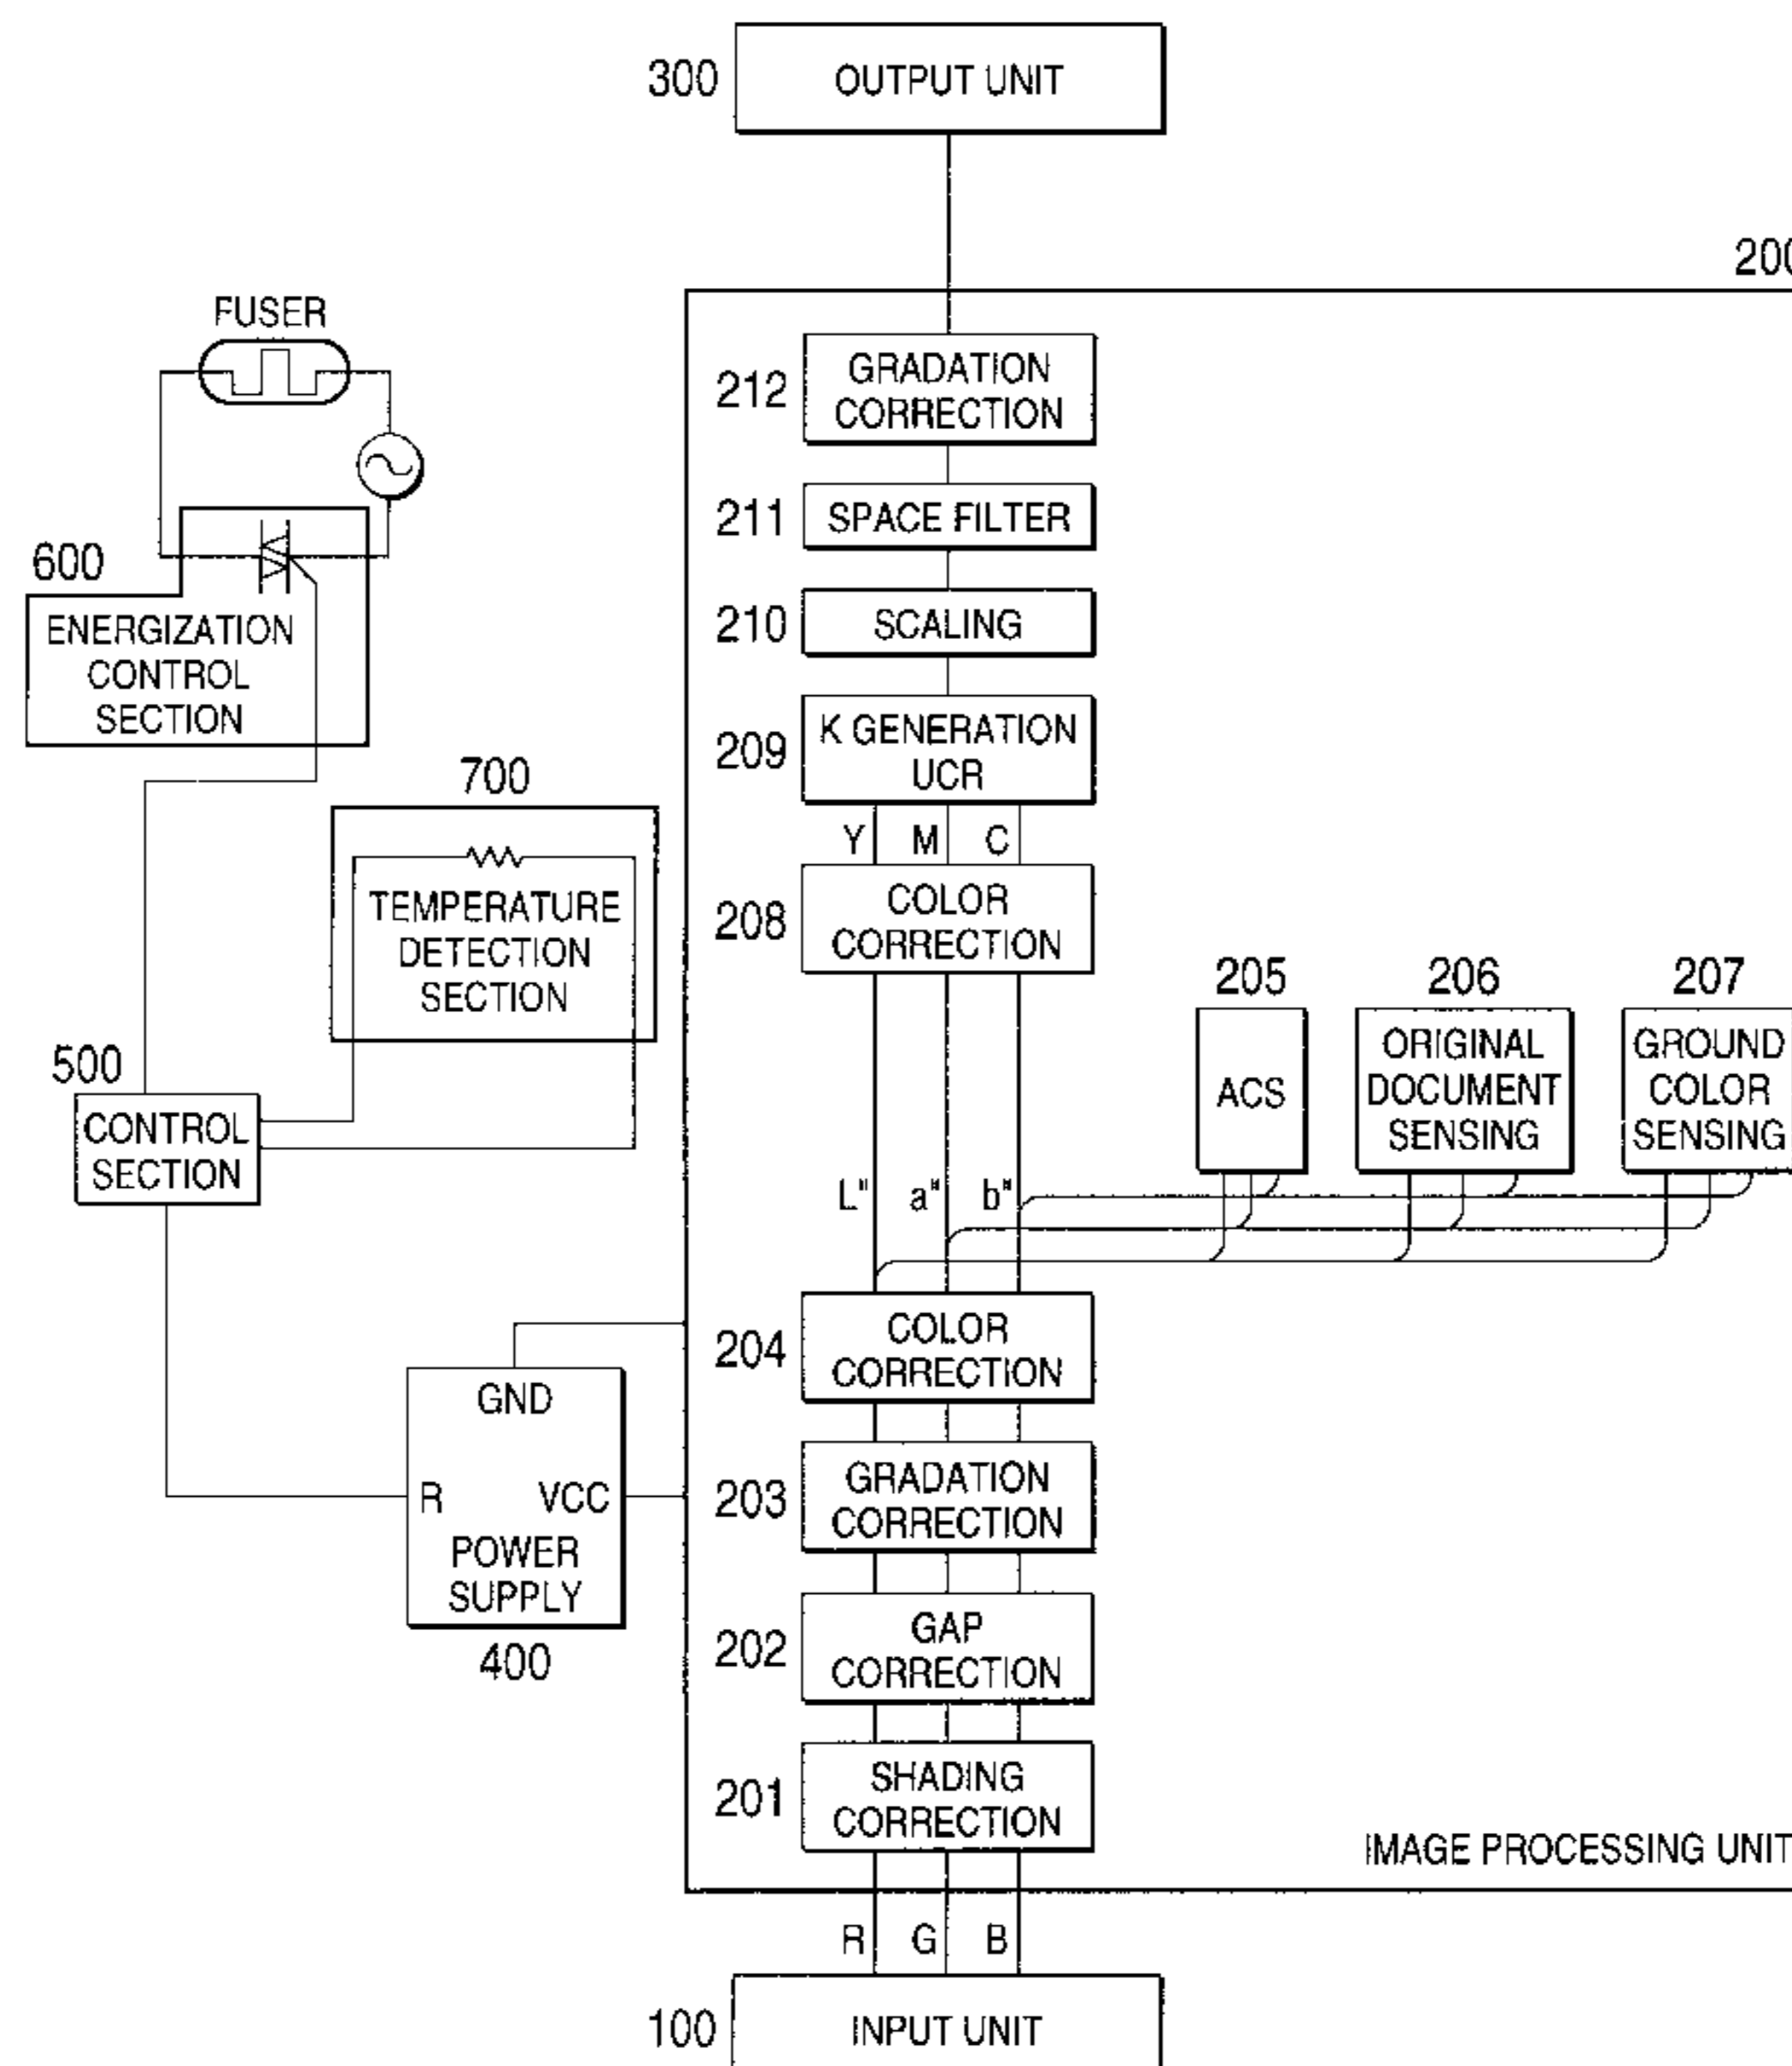 300
OUTPUT UNIT
200
FUSER
212
GRADATION
CORRECTION
211
SPACE FILTER
600
ENERGIZATION
CONTROL
SECTION
210
SCALING
209
K GENERATION
UCR
700
Y M C
TEMPERATURE
DETECTION
SECTION
208
COLOR
CORRECTION
205
ACS
206
ORIGINAL
DOCUMENT
SENSING
207
GROUND
COLOR
SENSING
500
CONTROL
SECTION
L* a* b*
204
COLOR
CORRECTION
GND
R VCC
POWER
SUPPLY
400
203
GRADATION
CORRECTION
202
GAP
CORRECTION
201
SHADING
CORRECTION
IMAGE PROCESSING UNIT
R G B
100
INPUT UNIT